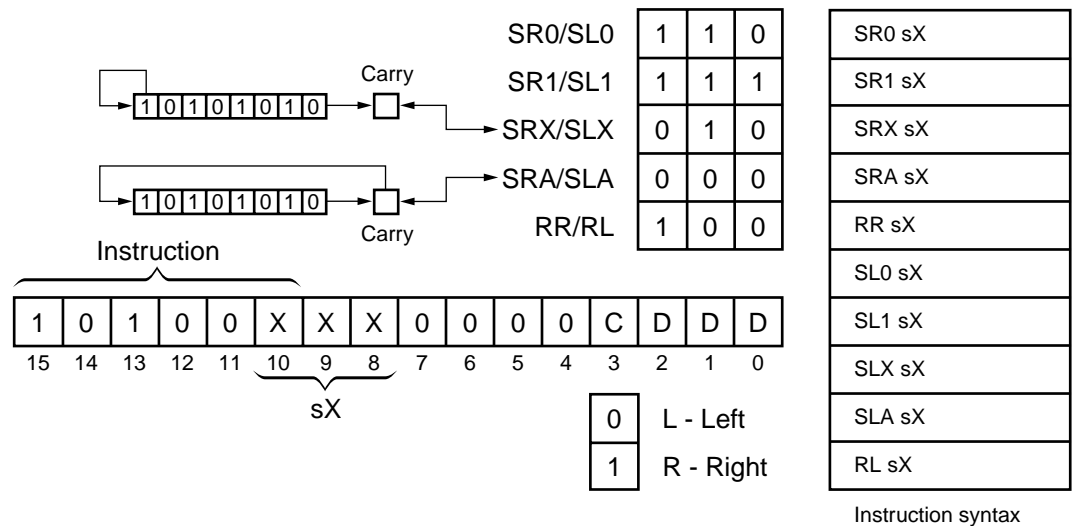 SR0/SL0 1 1 0
SR1/SL1 1 1 1
SRX/SLX 0 1 0
SRA/SLA 0 0 0
RR/RL 1 0 0
Carry
1 0 1 0 1 0 1 0
1 0 1 0 1 0 1 0
Carry
Instruction
1 0 1 0 0 X X X 0 0 0 0 C D D D
15 14 13 12 11 10 9 8 7 6 5 4 3 2 1 0
sX
0 L - Left
1 R - Right
SR0 sX
SR1 sX
SRX sX
SRA sX
RR sX
SL0 sX
SL1 sX
SLX sX
SLA sX
RL sX
Instruction syntax